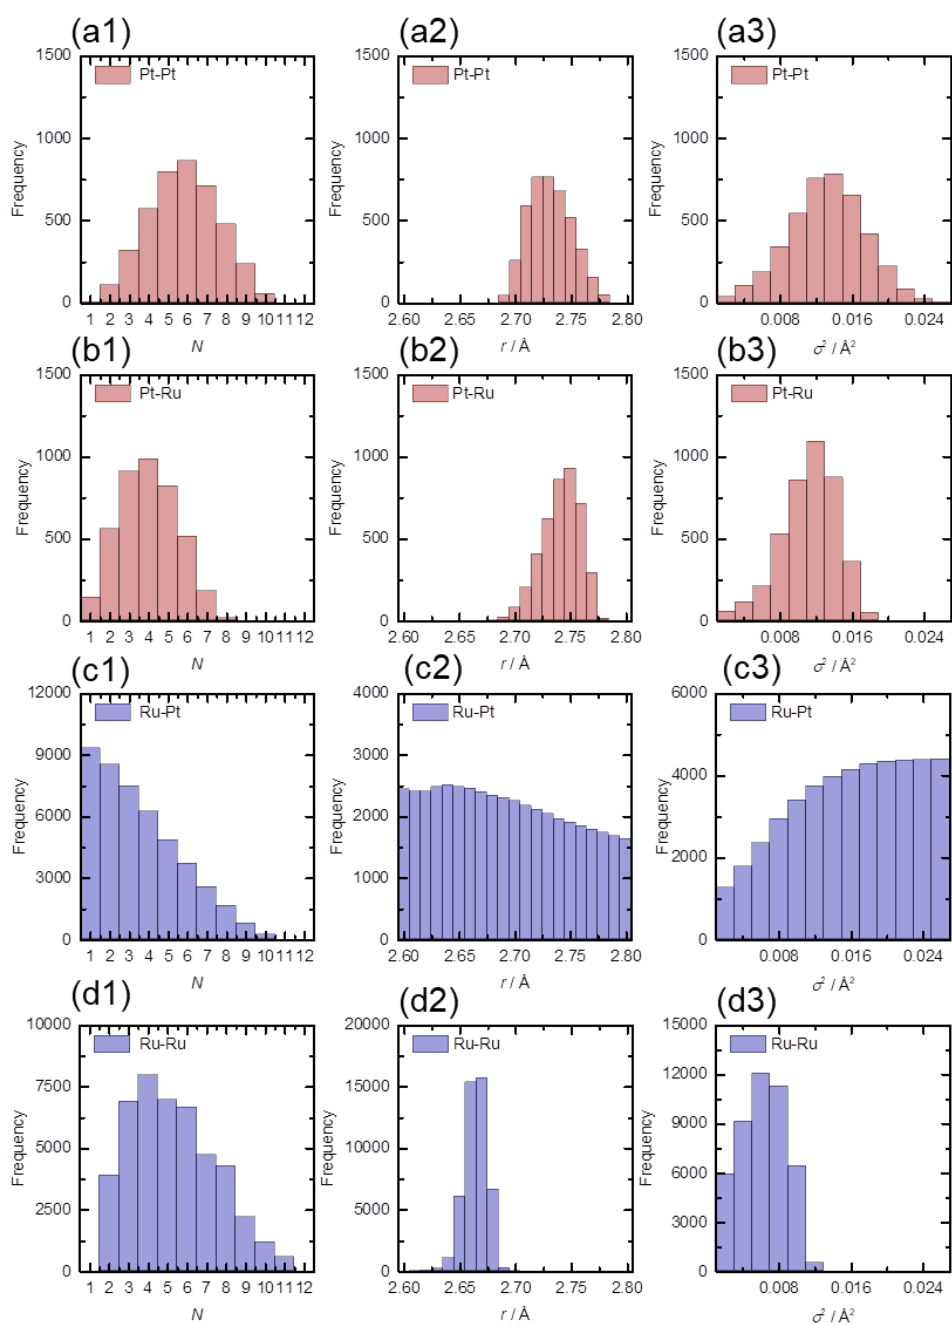 (a1) (a2) (a3)
1500 1500 1500
Pt-Pt Pt-Pt Pt-Pt
1000 1000 1000
Frequency Frequency Frequency
500 500 500
0 0 0
1 2 3 4 5 6 7 8 9 10 11 12 2.60 2.65 2.70 2.75 2.80 0.008 0.016 0.024
N r / Å σ² / Å²
(b1) (b2) (b3)
1500 1500 1500
Pt-Ru Pt-Ru Pt-Ru
1000 1000 1000
Frequency Frequency Frequency
500 500 500
0 0 0
1 2 3 4 5 6 7 8 9 10 11 12 2.60 2.65 2.70 2.75 2.80 0.008 0.016 0.024
N r / Å σ² / Å²
(c1) (c2) (c3)
12000 4000 6000
Ru-Pt Ru-Pt Ru-Pt
9000 3000
4000
Frequency Frequency Frequency
6000 2000
2000
3000 1000
0 0 0
1 2 3 4 5 6 7 8 9 10 11 12 2.60 2.65 2.70 2.75 2.80 0.008 0.016 0.024
N r / Å σ² / Å²
(d1) (d2) (d3)
10000 20000 15000
Ru-Ru Ru-Ru Ru-Ru
7500 15000 12000
9000
Frequency Frequency Frequency
5000 10000
6000
2500 5000 3000
0 0 0
1 2 3 4 5 6 7 8 9 10 11 12 2.60 2.65 2.70 2.75 2.80 0.008 0.016 0.024
N r / Å σ² / Å²